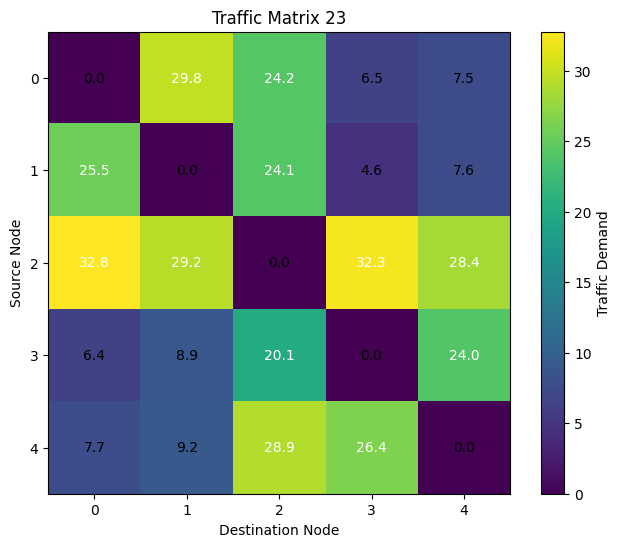 Traffic Matrix 23
0 0.0 29.8 24.2 6.5 7.5
1 25.5 0.0 24.1 4.6 7.6
2 32.8 29.2 0.0 32.3 28.4
3 6.4 8.9 20.1 0.0 24.0
4 7.7 9.2 28.9 26.4 0.0
0 1 2 3 4
Destination Node
Source Node
30
25
20
15
10
5
0
Traffic Demand